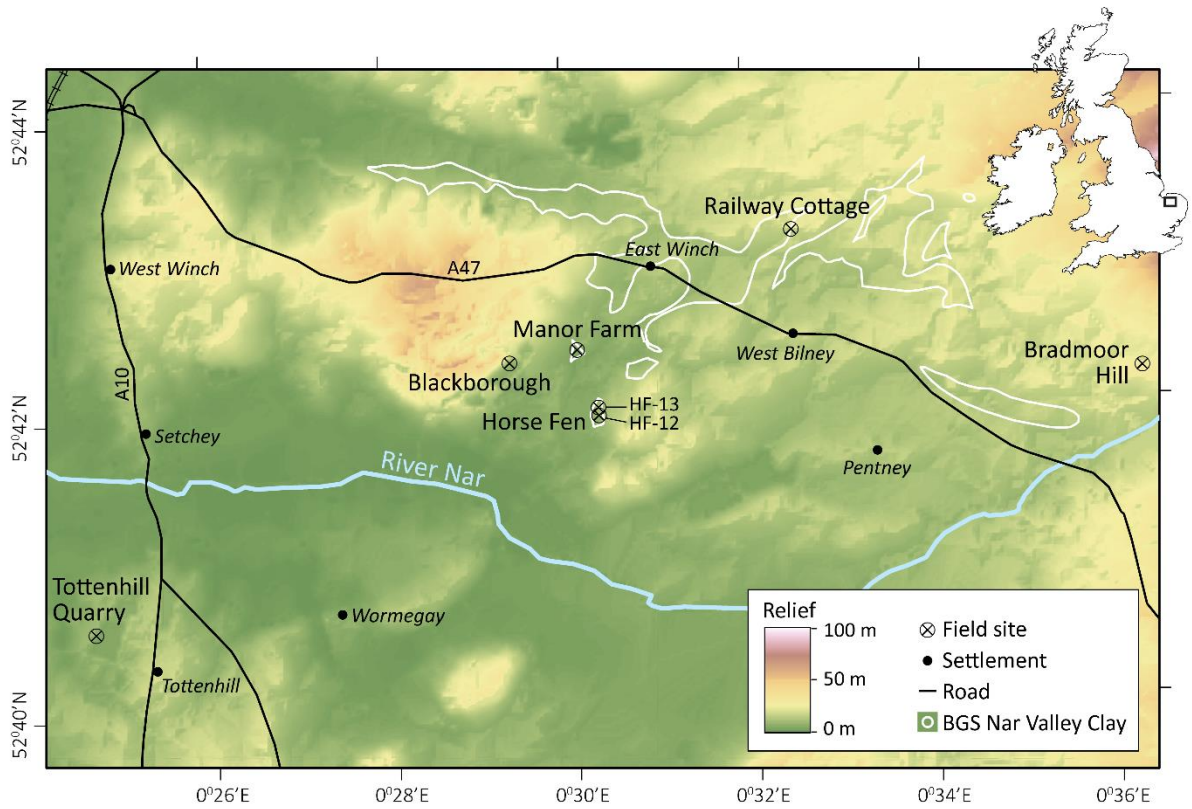 52°44'N
52°42'N
52°40'N
Railway Cottage
East Winch
West Winch
A47
Manor Farm
Blackborough
West Bilney
Bradmoor
Hill
A10
HF-13
HF-12
Horse Fen
Setchey
Pentney
River Nar
Tottenhill
Quarry
Wormegay
Tottenhill
Relief
100 m
50 m
0 m
Field site
Settlement
Road
BGS Nar Valley Clay
0°26'E
0°28'E
0°30'E
0°32'E
0°34'E
0°36'E